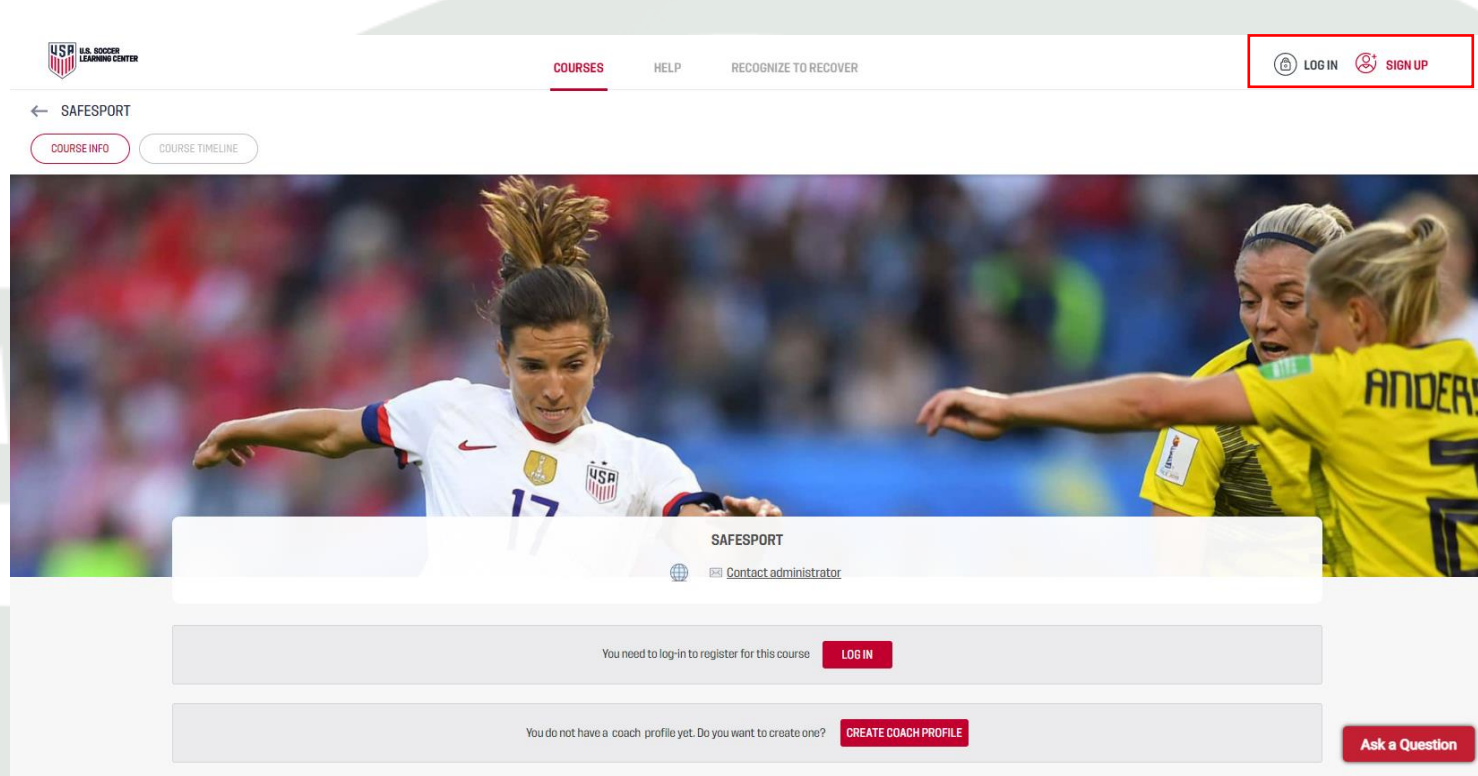 USA U.S. SOCCER
LEARNING CENTER
COURSES HELP RECOGNIZE TO RECOVER
LOG IN SIGN UP
← SAFESPORT
COURSE INFO COURSE TIMELINE
USA
17
2
SAFESPORT
Contact administrator
You need to log-in to register for this course LOG IN
You do not have a coach profile yet. Do you want to create one? CREATE COACH PROFILE
Ask a Question